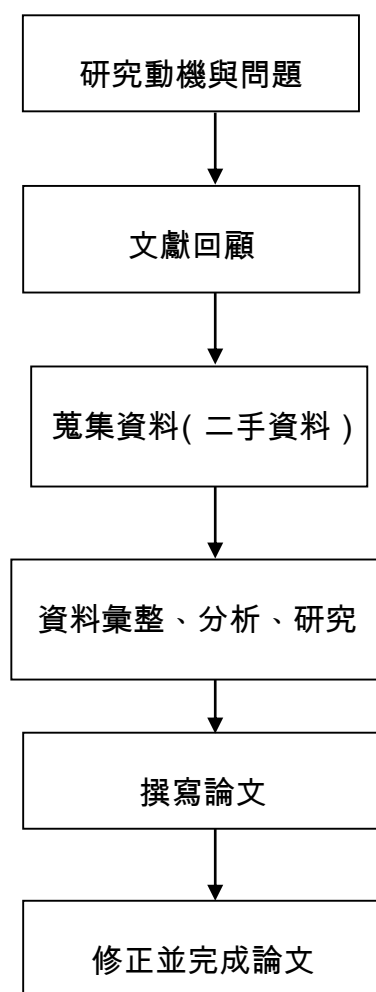 研究動機與問題
文獻回顧
蒐集資料(二手資料)
資料彙整、分析、研究
撰寫論文
修正並完成論文